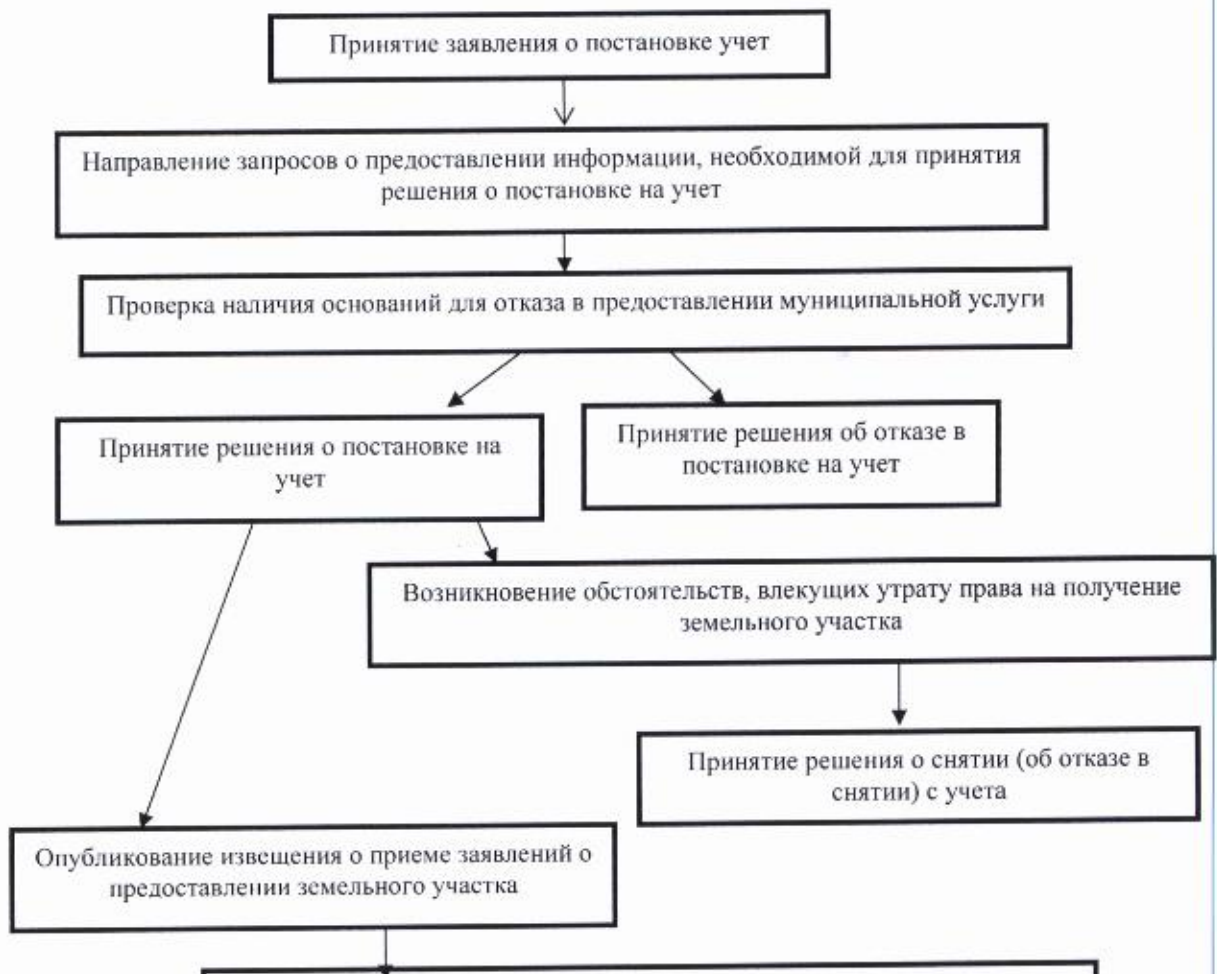 Принятие заявления о постановке учет
Направление запросов о предоставлении информации, необходимой для принятия
решения о постановке на учет
Проверка наличия оснований для отказа в предоставлении муниципальной услуги
Принятие решения о постановке на
учет
Принятие решения об отказе в
постановке на учет
Возникновение обстоятельств, влекущих утрату права на получение
земельного участка
Принятие решения о снятии (об отказе в
снятии) с учета
Опубликование извещения о приеме заявлений о
предоставлении земельного участка